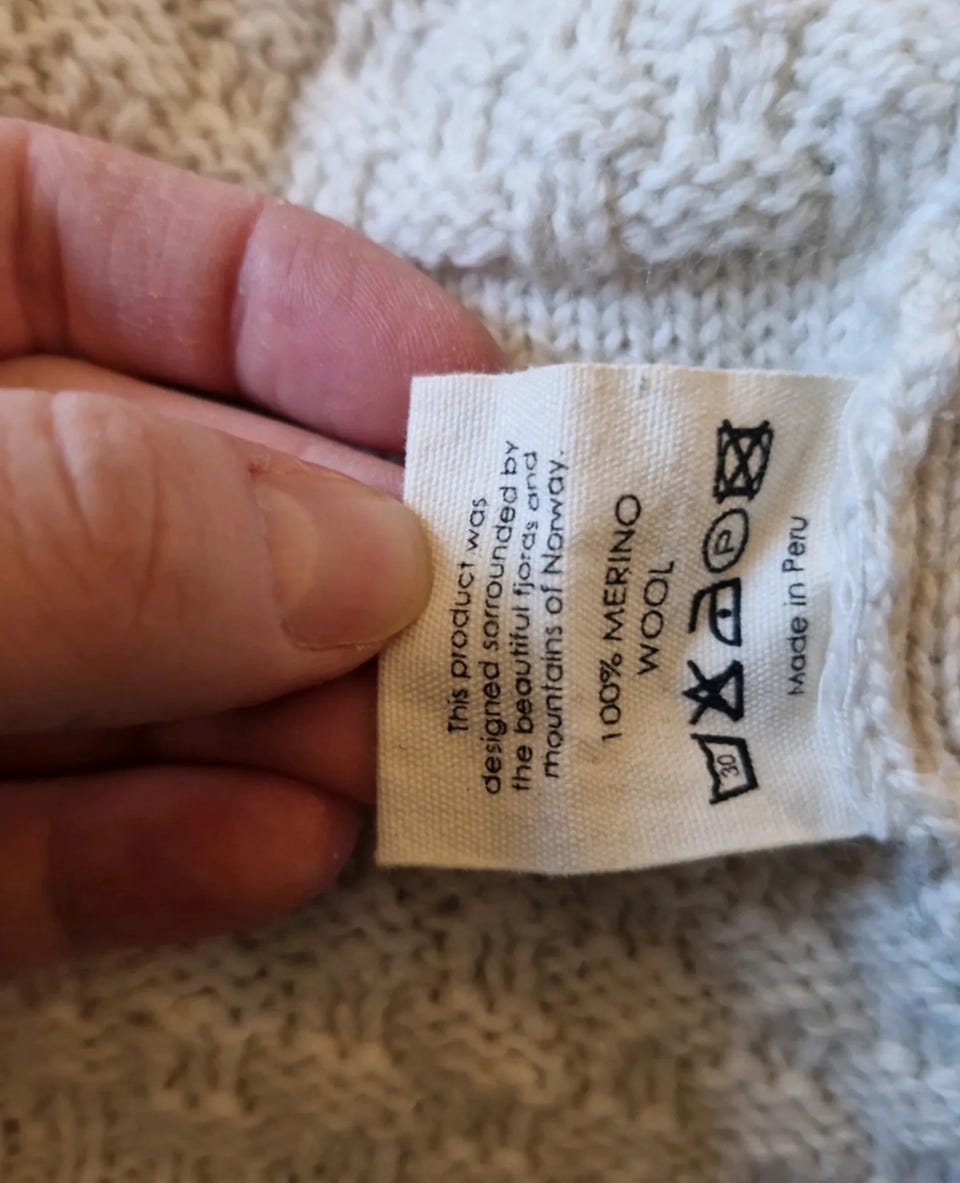 This product was
designed sorrounded by
the beautiful fjords and
mountains of Norway.
100% MERINO
WOOL
30 P
Made in Peru